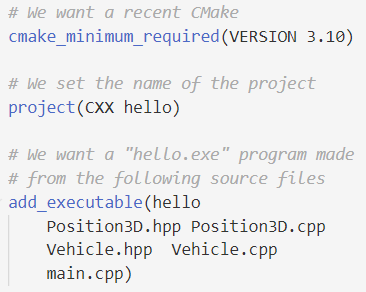 # We want a recent CMake
cmake_minimum_required(VERSION 3.10)
# We set the name of the project
project(CXX hello)
# We want a "hello.exe" program made
# from the following source files
add_executable(hello
Position3D.hpp Position3D.cpp
Vehicle.hpp  Vehicle.cpp
main.cpp)